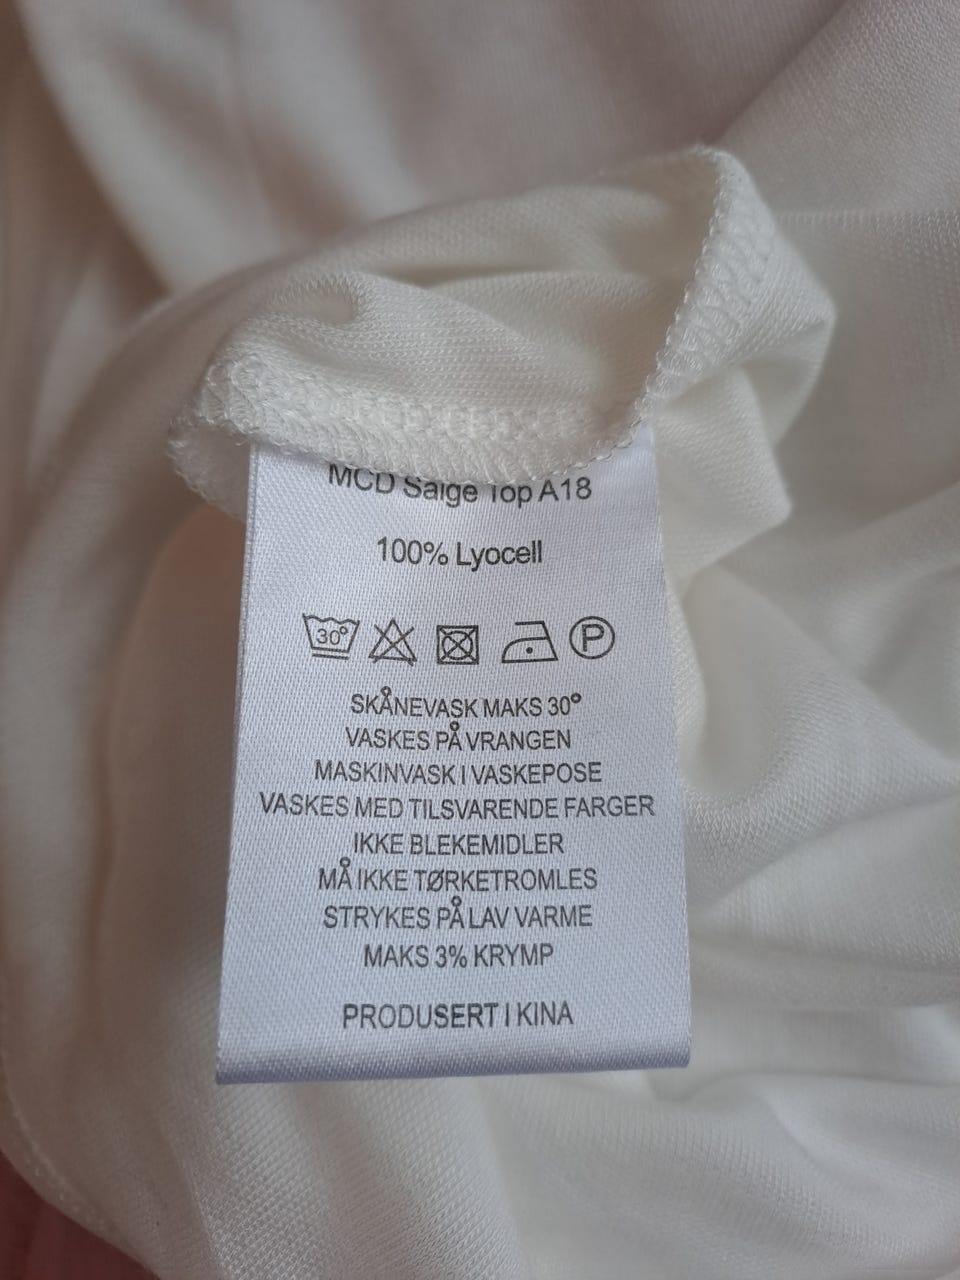 MCD Saige Top A18
100% Lyocell
30° P
SKÅNEVASK MAKS 30°
VASKES PÅ VRANGEN
MASKINVASK I VASKEPOSE
VASKES MED TILSVARENDE FARGER
IKKE BLEKEMIDLER
MÅ IKKE TØRKETROMLES
STRYKES PÅ LAV VARME
MAKS 3% KRYMP
PRODUSERT I KINA